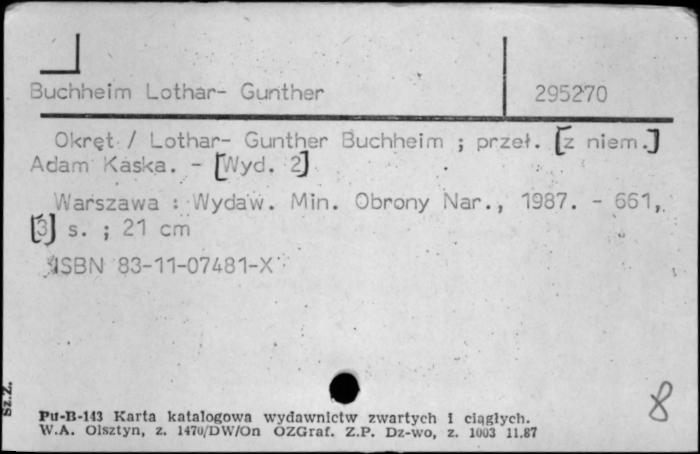 Buchheim Lothar- Gunther 295270
Okręt / Lothar- Gunther Buchheim ; przeł. [z niem.]
Adam Kaska. - [Wyd. 2]
Warszawa : Wydaw. Min. Obrony Nar., 1987. - 661,
[3] s. ; 21 cm
ISBN 83-11-07481-X
Sz.Z.
8
Pu-B-143 Karta katalogowa wydawnictw zwartych i ciągłych.
W.A. Olsztyn, z. 1470/DW/On OZGraf. Z.P. Dz-wo, z. 1003 11.87